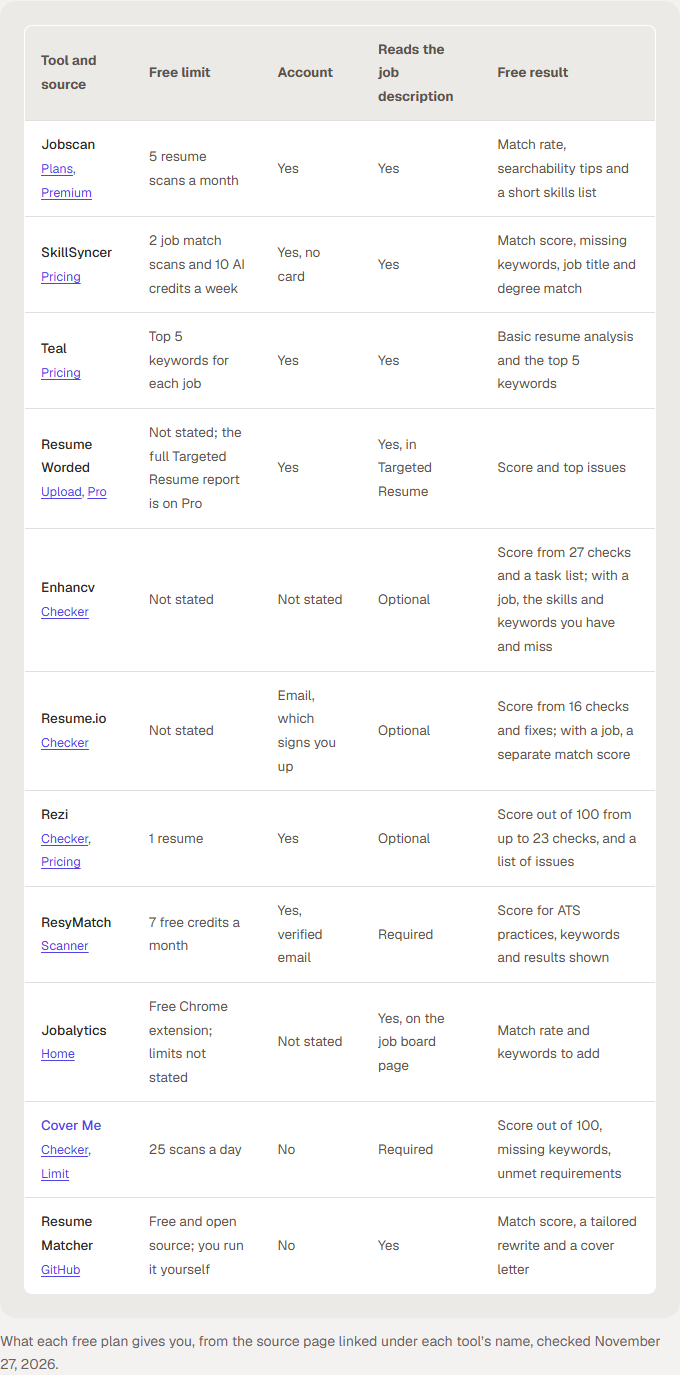 Tool and source
Free limit
Account
Reads the job description
Free result
Jobscan
Plans, Premium
5 resume scans a month
Yes
Yes
Match rate, searchability tips and a short skills list
SkillSyncer
Pricing
2 job match scans and 10 AI credits a week
Yes, no card
Yes
Match score, missing keywords, job title and degree match
Teal
Pricing
Top 5 keywords for each job
Yes
Yes
Basic resume analysis and the top 5 keywords
Resume Worded
Upload, Pro
Not stated; the full Targeted Resume report is on Pro
Yes
Yes, in Targeted Resume
Score and top issues
Enhancv
Checker
Not stated
Not stated
Optional
Score from 27 checks and a task list; with a job, the skills and keywords you have and miss
Resume.io
Checker
Not stated
Email, which signs you up
Optional
Score from 16 checks and fixes; with a job, a separate match score
Rezi
Checker, Pricing
1 resume
Yes
Optional
Score out of 100 from up to 23 checks, and a list of issues
ResyMatch
Scanner
7 free credits a month
Yes, verified email
Required
Score for ATS practices, keywords and results shown
Jobalytics
Home
Free Chrome extension; limits not stated
Not stated
Yes, on the job board page
Match rate and keywords to add
Cover Me
Checker, Limit
25 scans a day
No
Required
Score out of 100, missing keywords, unmet requirements
Resume Matcher
GitHub
Free and open source; you run it yourself
No
Yes
Match score, a tailored rewrite and a cover letter
What each free plan gives you, from the source page linked under each tool's name, checked November 27, 2026.